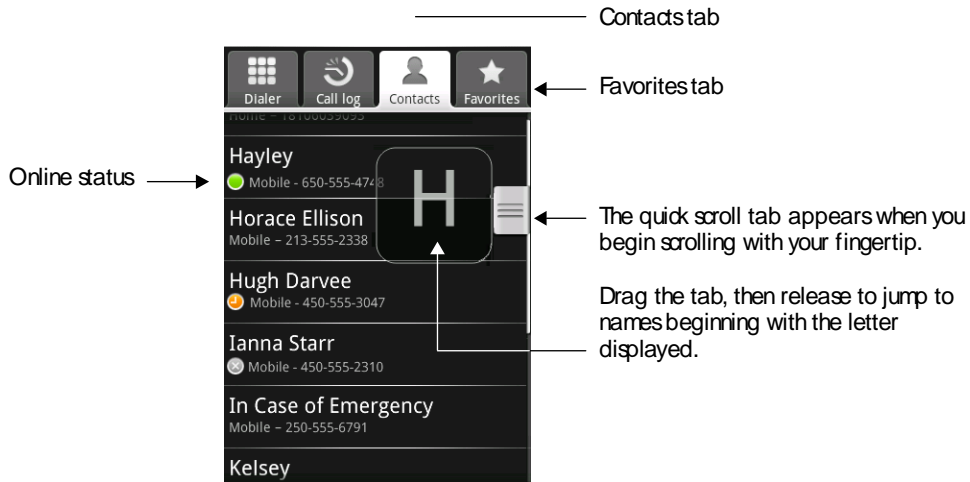 Contacts tab
Dialer
Call log
Contacts
Favorites
Favorites tab
Home – 18100039093
Hayley
Mobile - 650-555-4748
H
Online status
Horace Ellison
Mobile – 213-555-2338
The quick scroll tab appears when you
begin scrolling with your fingertip.
Hugh Darvee
Mobile - 450-555-3047
Drag the tab, then release to jump to
names beginning with the letter
displayed.
Ianna Starr
Mobile - 450-555-2310
In Case of Emergency
Mobile – 250-555-6791
Kelsey